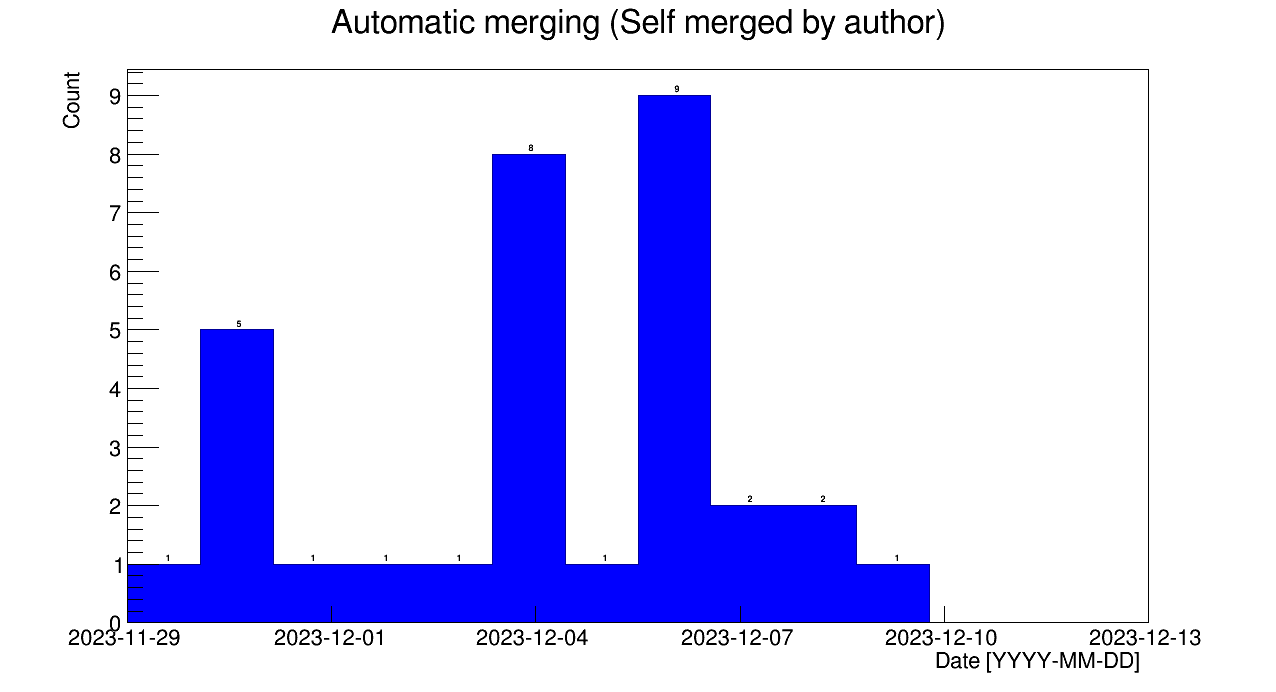 Automatic merging (Self merged by author)
Count
9
8
7
6
5
4
3
2
1
0
1 5 1 1 1 8 1 9 2 2 1
2023-11-29 2023-12-01 2023-12-04 2023-12-07 2023-12-10 2023-12-13
Date [YYYY-MM-DD]